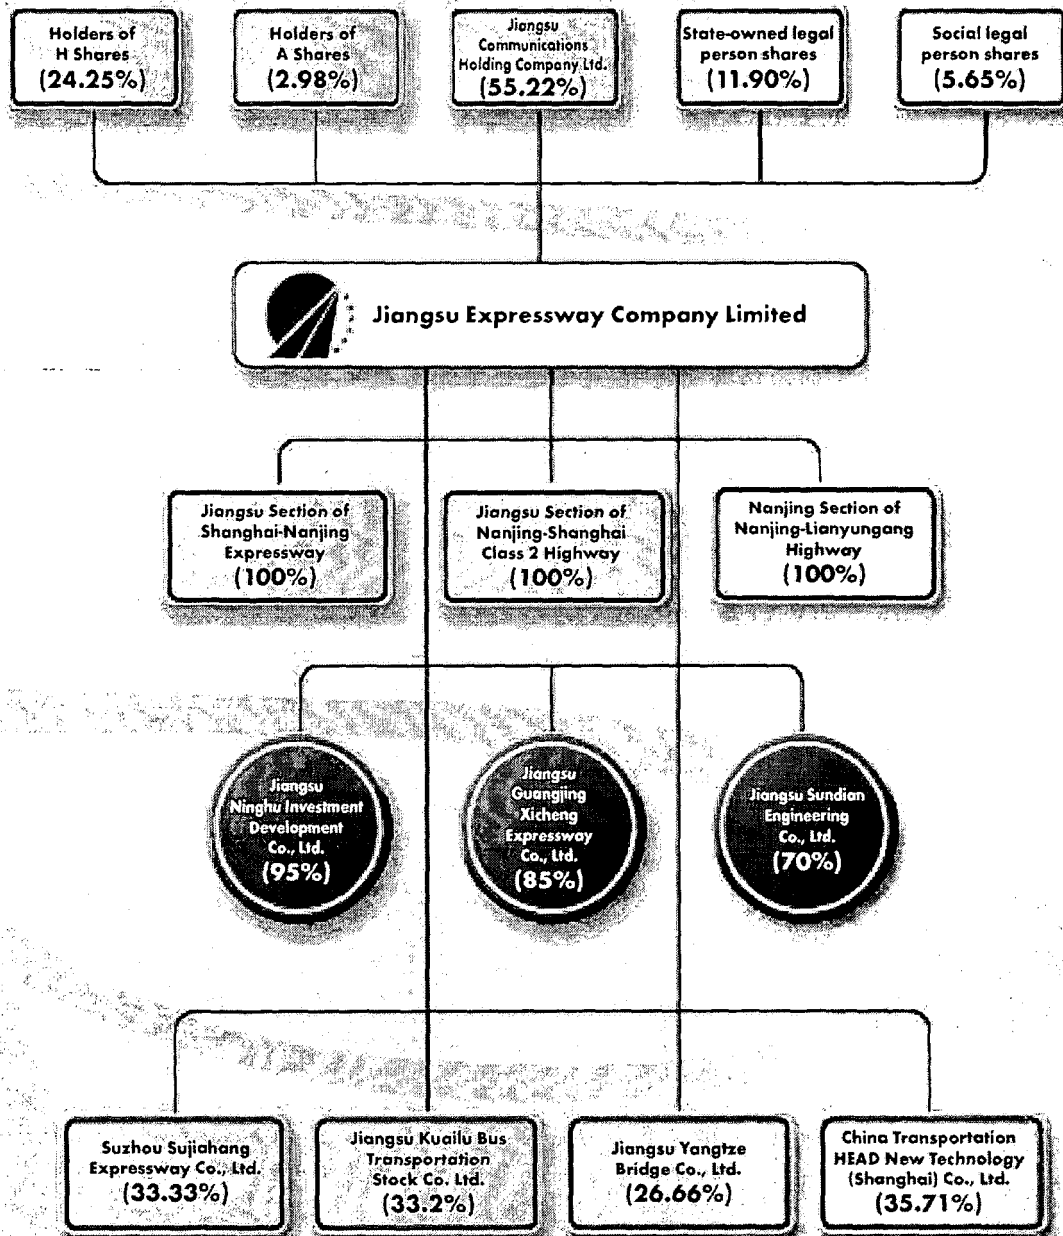 Holders of
H Shares
(24.25%)
Holders of
A Shares
(2.98%)
Jiangsu
Communications
Holding Company Ltd.
(55.22%)
State-owned legal
person shares
(11.90%)
Social legal
person shares
(5.65%)
Jiangsu Expressway Company Limited
Jiangsu Section of
Shanghai-Nanjing
Expressway
(100%)
Jiangsu Section of
Nanjing-Shanghai
Class 2 Highway
(100%)
Nanjing Section of
Nanjing-Lianyungang
Highway
(100%)
Jiangsu
Ninghu Investment
Development
Co., Ltd.
(95%)
Jiangsu
Guangjing
Xicheng
Expressway
Co., Ltd.
(85%)
Jiangsu Sundian
Engineering
Co., Ltd.
(70%)
Suzhou Sujiahang
Expressway Co., Ltd.
(33.33%)
Jiangsu Kuailu Bus
Transportation
Stock Co. Ltd.
(33.2%)
Jiangsu Yangtze
Bridge Co., Ltd.
(26.66%)
China Transportation
HEAD New Technology
(Shanghai) Co., Ltd.
(35.71%)